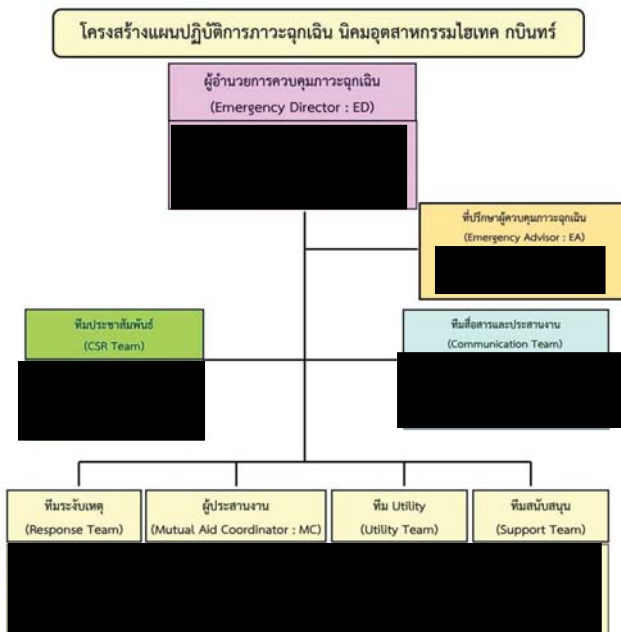 โครงสร้างแผนปฏิบัติการภาวะฉุกเฉิน นิคมอุตสาหกรรมไฮเทค กบินทร์
ผู้อำนวยการควบคุมภาวะฉุกเฉิน
(Emergency Director : ED)
ที่ปรึกษาผู้ควบคุมภาวะฉุกเฉิน
(Emergency Advisor : EA)
ทีมประชาสัมพันธ์
(CSR Team)
ทีมสื่อสารและประสานงาน
(Communication Team)
ทีมระงับเหตุ
(Response Team)
ผู้ประสานงาน
(Mutual Aid Coordinator : MC)
ทีม Utility
(Utility Team)
ทีมสนับสนุน
(Support Team)